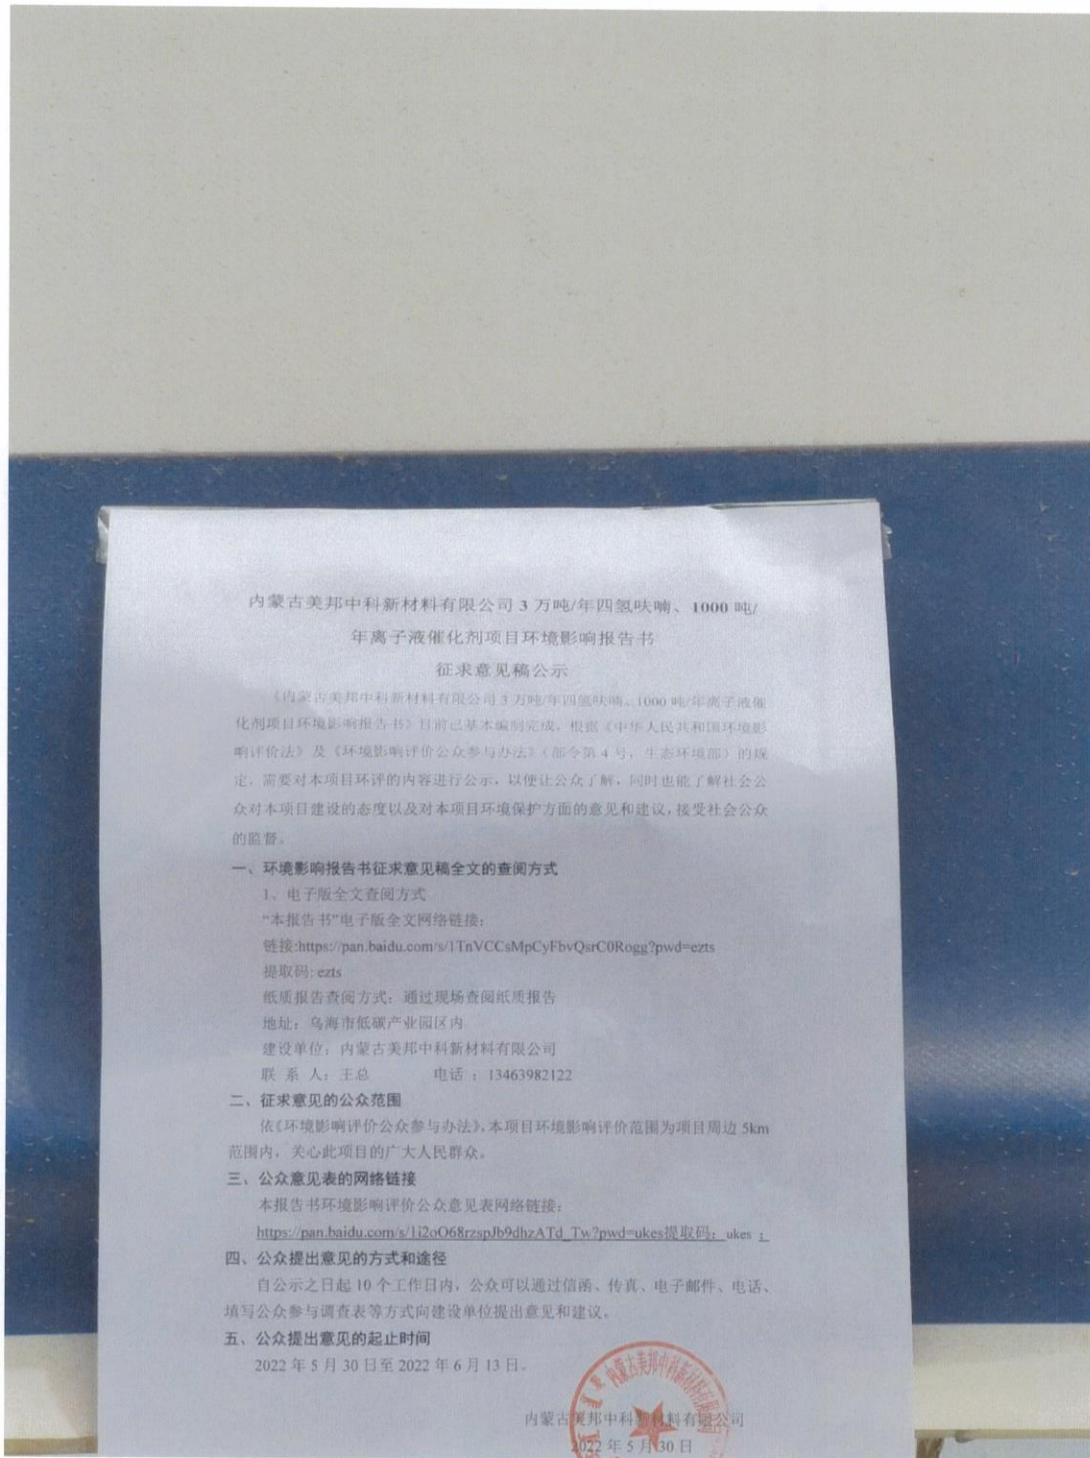 内蒙古美邦中科新材料有限公司 3 万吨/年四氢呋喃、1000 吨/
年离子液催化剂项目环境影响报告书
征求意见稿公示
《内蒙古美邦中科新材料有限公司 3 万吨/年四氢呋喃、1000 吨/年离子液催
化剂项目环境影响报告书》目前已基本编制完成，根据《中华人民共和国环境影
响评价法》及《环境影响评价公众参与办法》（部令第 4 号，生态环境部）的规
定，需要对本项目环评的内容进行公示，以便让公众了解，同时也能了解社会公
众对本项目建设的态度以及对本项目环境保护方面的意见和建议，接受社会公众
的监督。
一、环境影响报告书征求意见稿全文的查阅方式
1、电子版全文查阅方式
“本报告书”电子版全文网络链接：
链接:https://pan.baidu.com/s/1TnVCCsMpCyFbvQsrC0Rogg?pwd=ezts
提取码: ezts
纸质报告查阅方式：通过现场查阅纸质报告
地址：乌海市低碳产业园区内
建设单位：内蒙古美邦中科新材料有限公司
联 系 人：王总 电话 ：13463982122
二、征求意见的公众范围
依《环境影响评价公众参与办法》，本项目环境影响评价范围为项目周边 5km
范围内，关心此项目的广大人民群众。
三、公众意见表的网络链接
本报告书环境影响评价公众意见表网络链接：
https://pan.baidu.com/s/1i2oO68rzspJb9dhzATd_Tw?pwd=ukes提取码：ukes ；
四、公众提出意见的方式和途径
自公示之日起 10 个工作日内，公众可以通过信函、传真、电子邮件、电话、
填写公众参与调查表等方式向建设单位提出意见和建议。
五、公众提出意见的起止时间
2022 年 5 月 30 日至 2022 年 6 月 13 日。
内蒙古美邦中科新材料有限公司
内蒙古美邦中科新材料有限公司
2022 年 5 月 30 日